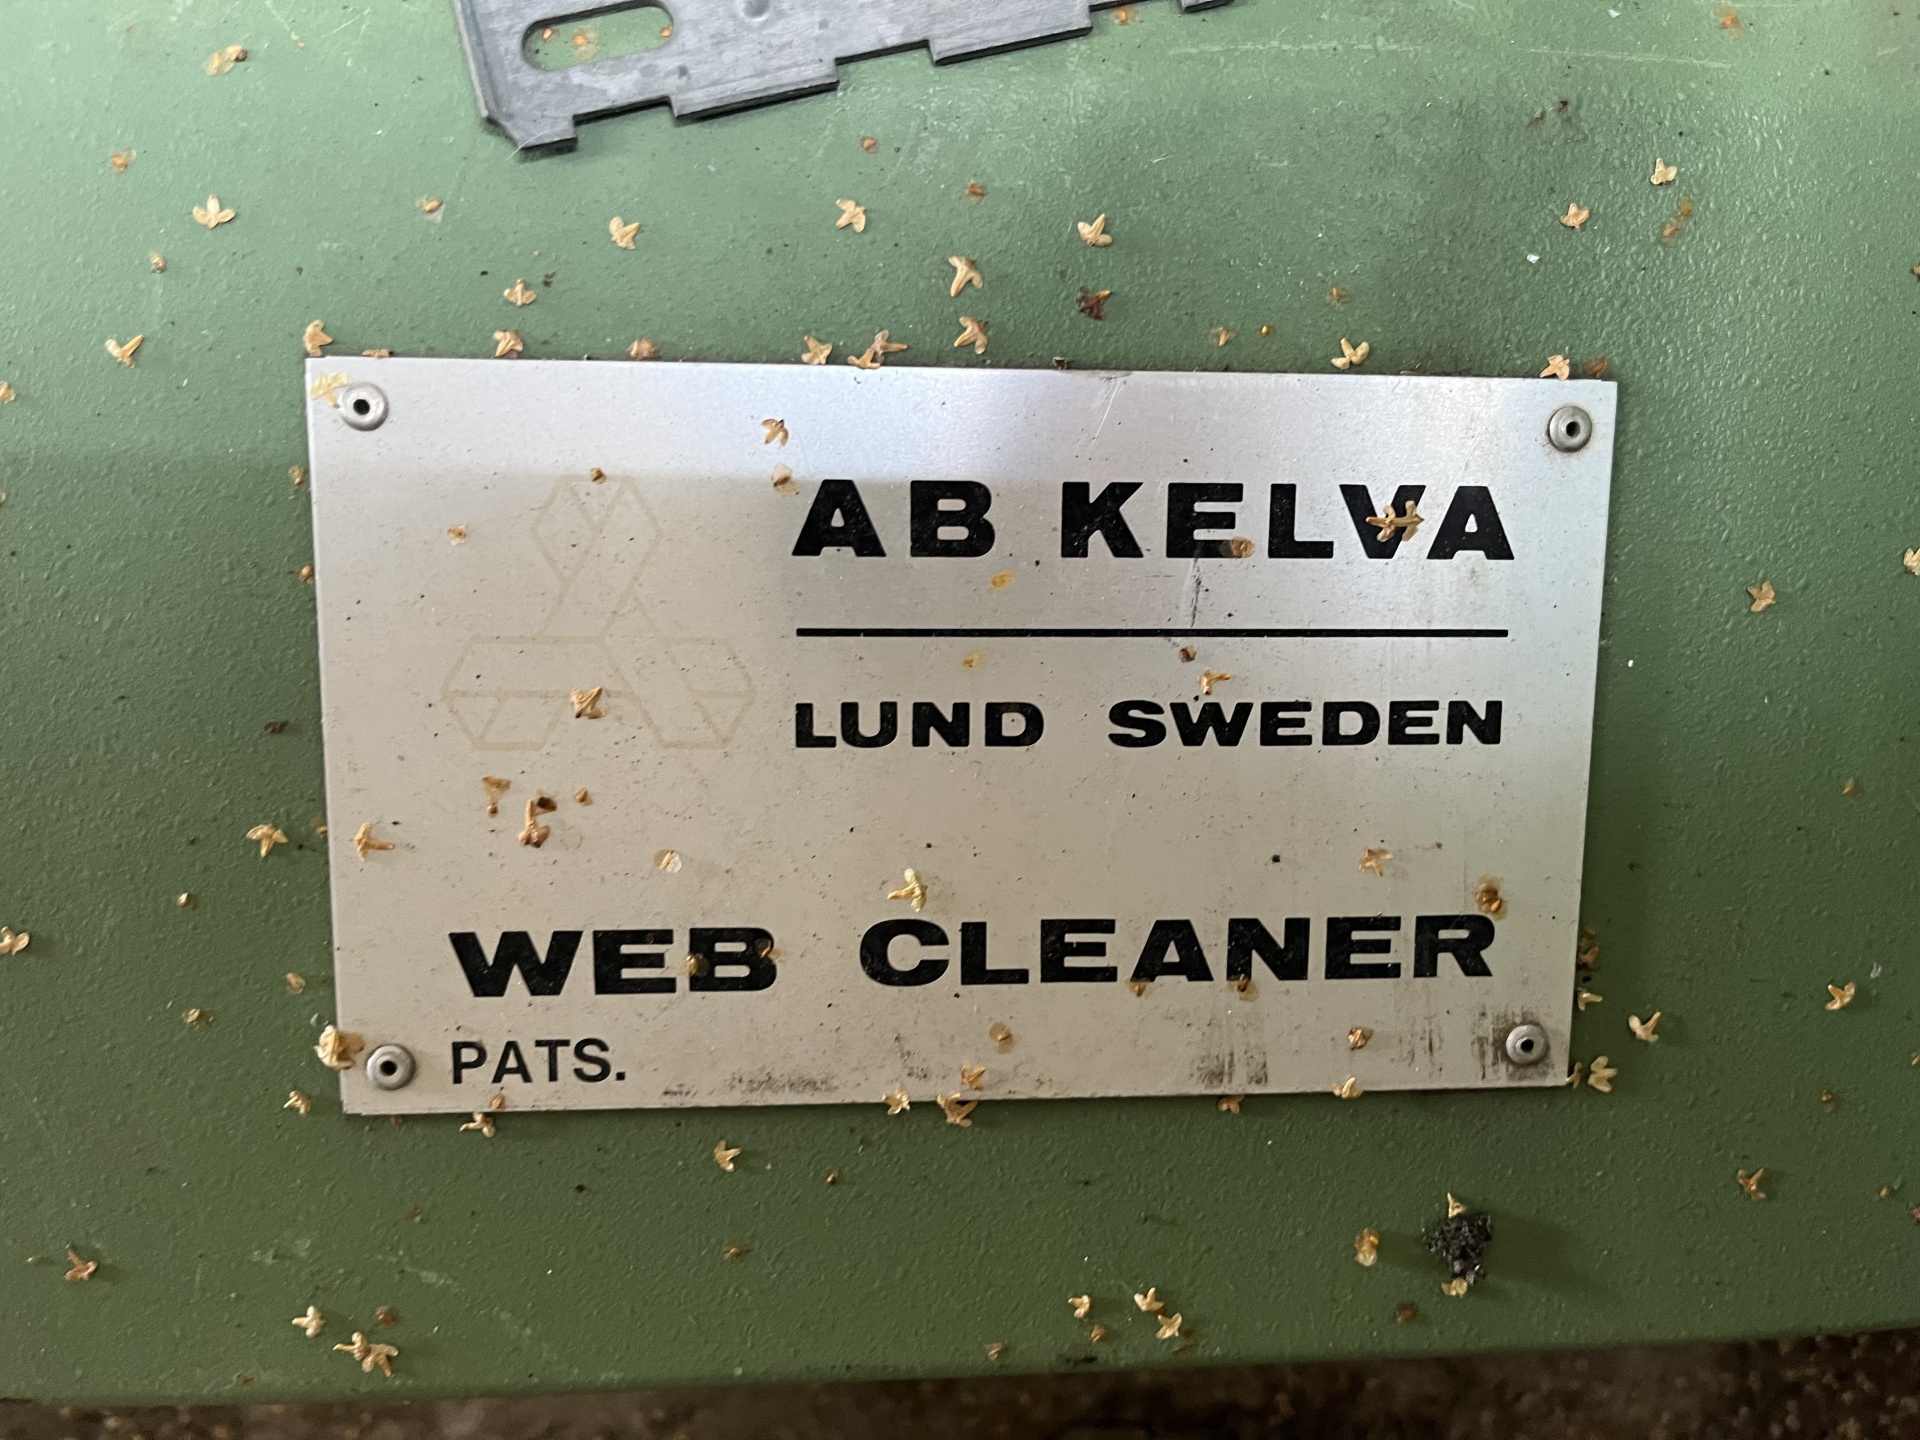 AB KELVA
LUND SWEDEN
WEB CLEANER
PATS.